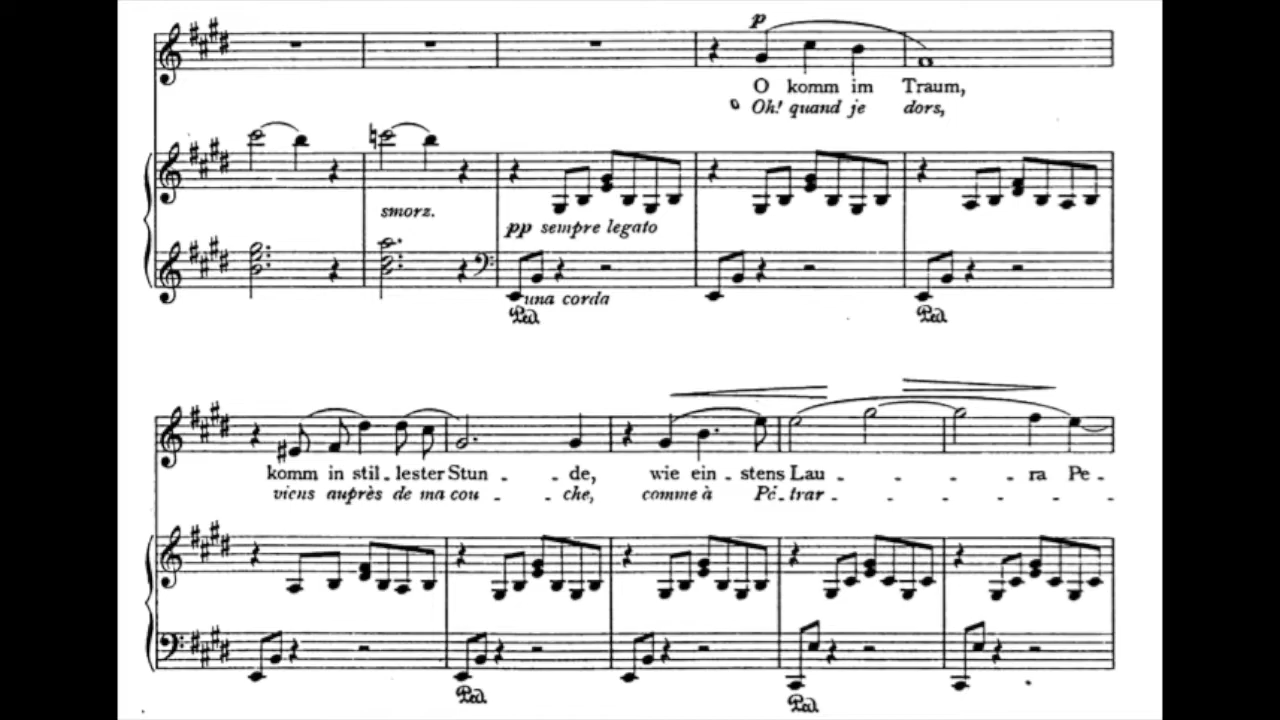 p
O komm im Traum,
Oh! quand je dors,
smorz.
pp sempre legato
una corda
Ped. Ped.
komm in stil - lester Stun - - de, wie ein - stens Lau - - - ra Pe -
viens auprès de ma cou - - che, comme à Pé - trar - - - - - -
Ped. Ped.